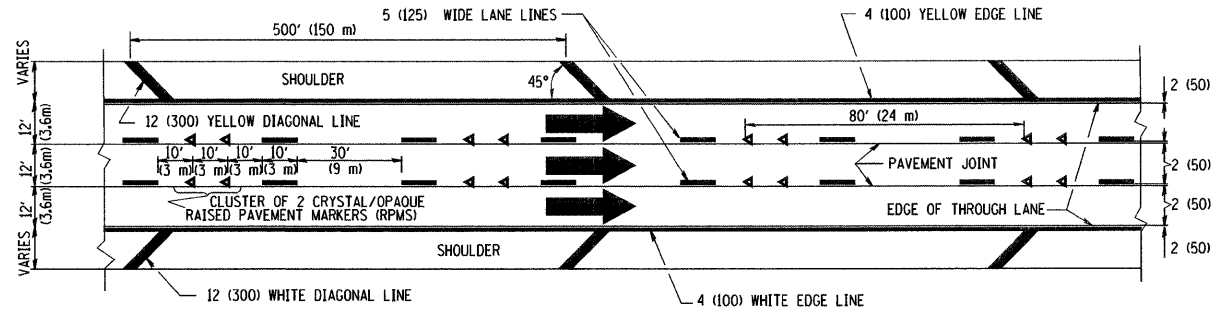 5 (125) WIDE LANE LINES
4 (100) YELLOW EDGE LINE
500' (150 m)
VARIES
SHOULDER
45°
2 (50)
12 (300) YELLOW DIAGONAL LINE
80' (24 m)
12'
(3.6m)
10'
(3 m)
10'
(3 m)
10'
(3 m)
10'
(3 m)
30'
(9 m)
PAVEMENT JOINT
2 (50)
12'
(3.6m)
CLUSTER OF 2 CRYSTAL/OPAQUE
RAISED PAVEMENT MARKERS (RPMS)
EDGE OF THROUGH LANE
2 (50)
12'
(3.6m)
VARIES
SHOULDER
2 (50)
12 (300) WHITE DIAGONAL LINE
4 (100) WHITE EDGE LINE